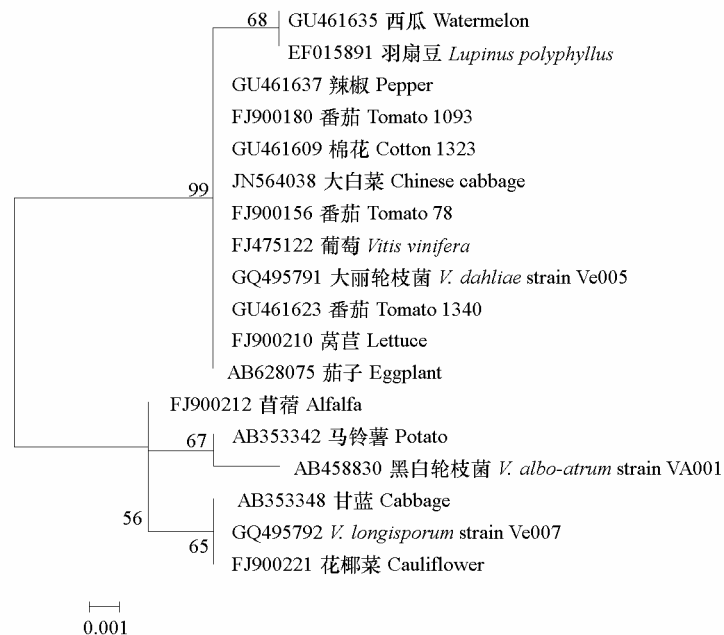 68 GU461635 西瓜 Watermelon
EF015891 羽扇豆 Lupinus polyphyllus
GU461637 辣椒 Pepper
FJ900180 番茄 Tomato 1093
GU461609 棉花 Cotton 1323
99 JN564038 大白菜 Chinese cabbage
FJ900156 番茄 Tomato 78
FJ475122 葡萄 Vitis vinifera
GQ495791 大丽轮枝菌 V. dahliae strain Ve005
GU461623 番茄 Tomato 1340
FJ900210 莴苣 Lettuce
AB628075 茄子 Eggplant
FJ900212 苜蓿 Alfalfa
67 AB353342 马铃薯 Potato
AB458830 黑白轮枝菌 V. albo-atrum strain VA001
AB353348 甘蓝 Cabbage
56 GQ495792 V. longisporum strain Ve007
65 FJ900221 花椰菜 Cauliflower
0.001